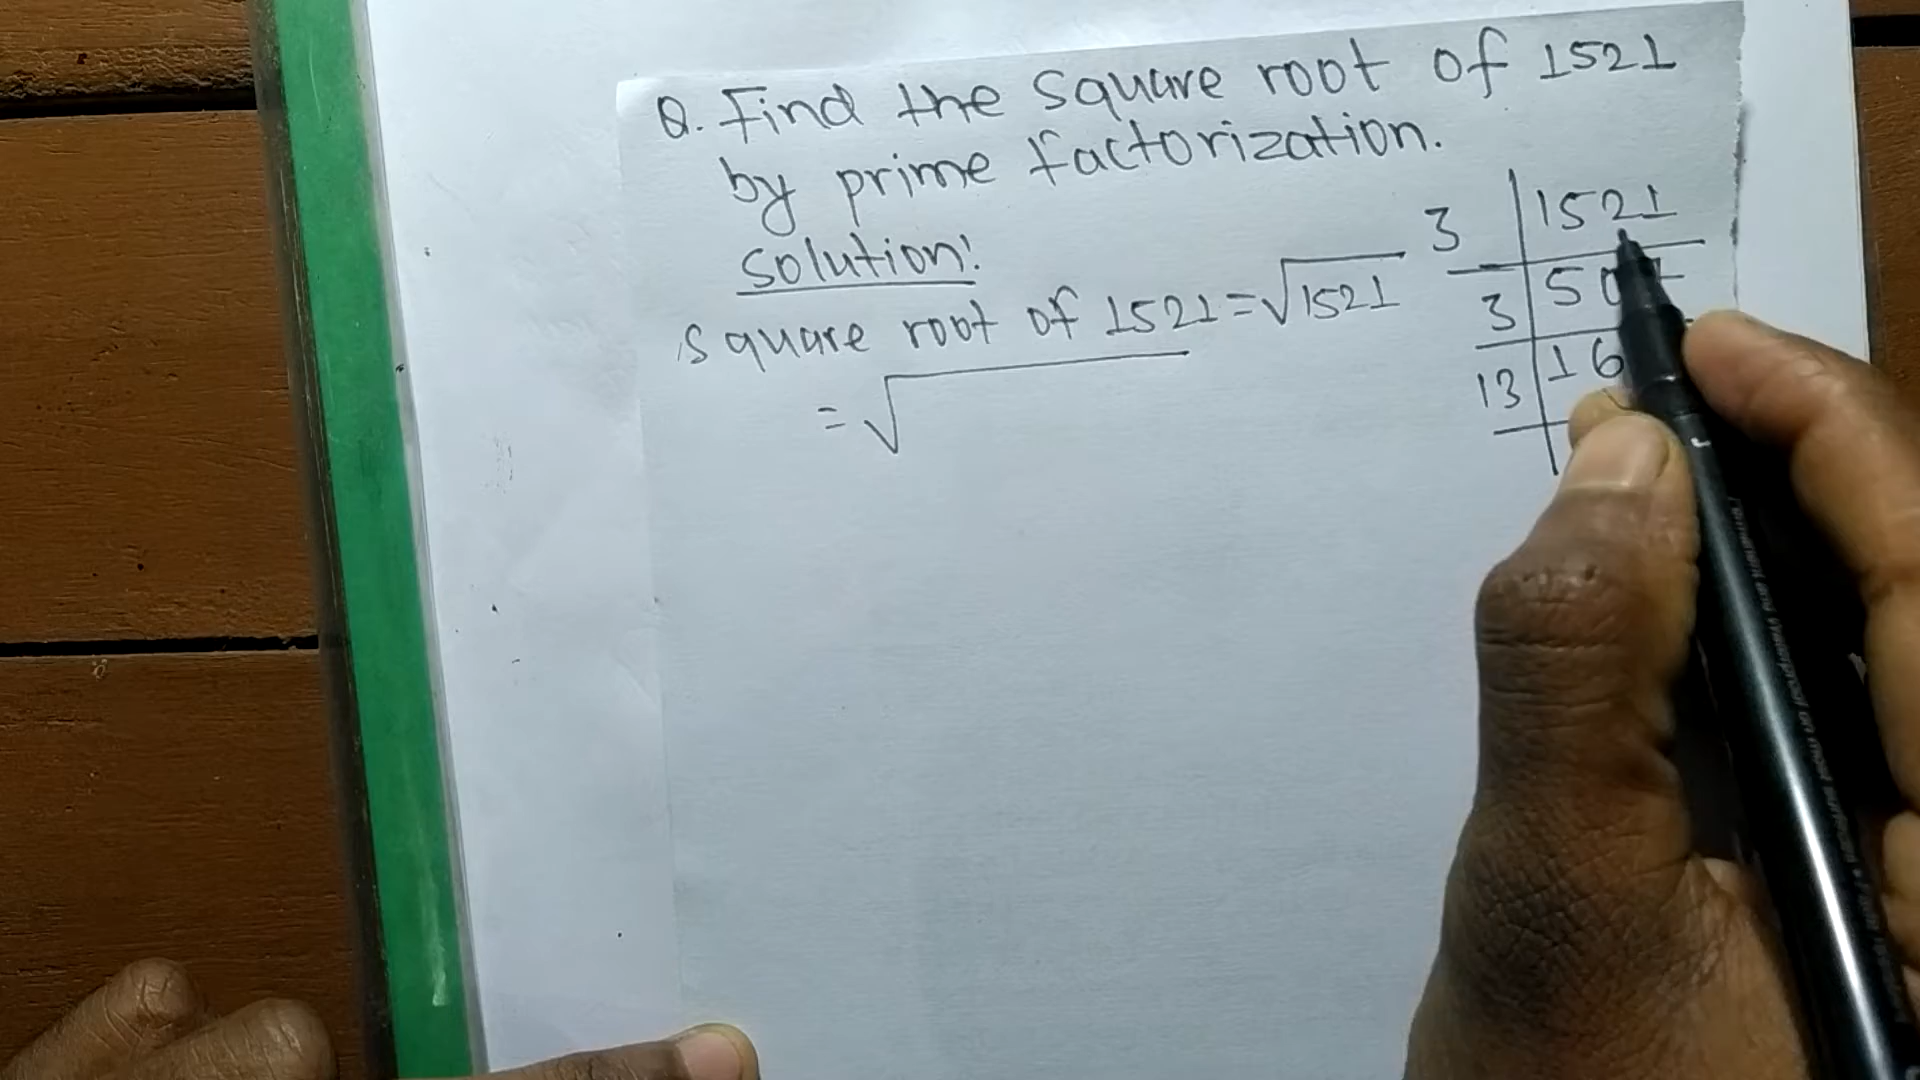 Q. Find the square root of 1521
by prime factorization.
Solution:
square root of 1521 = √1521
= √
3 | 1521
3 | 50
13 | 16